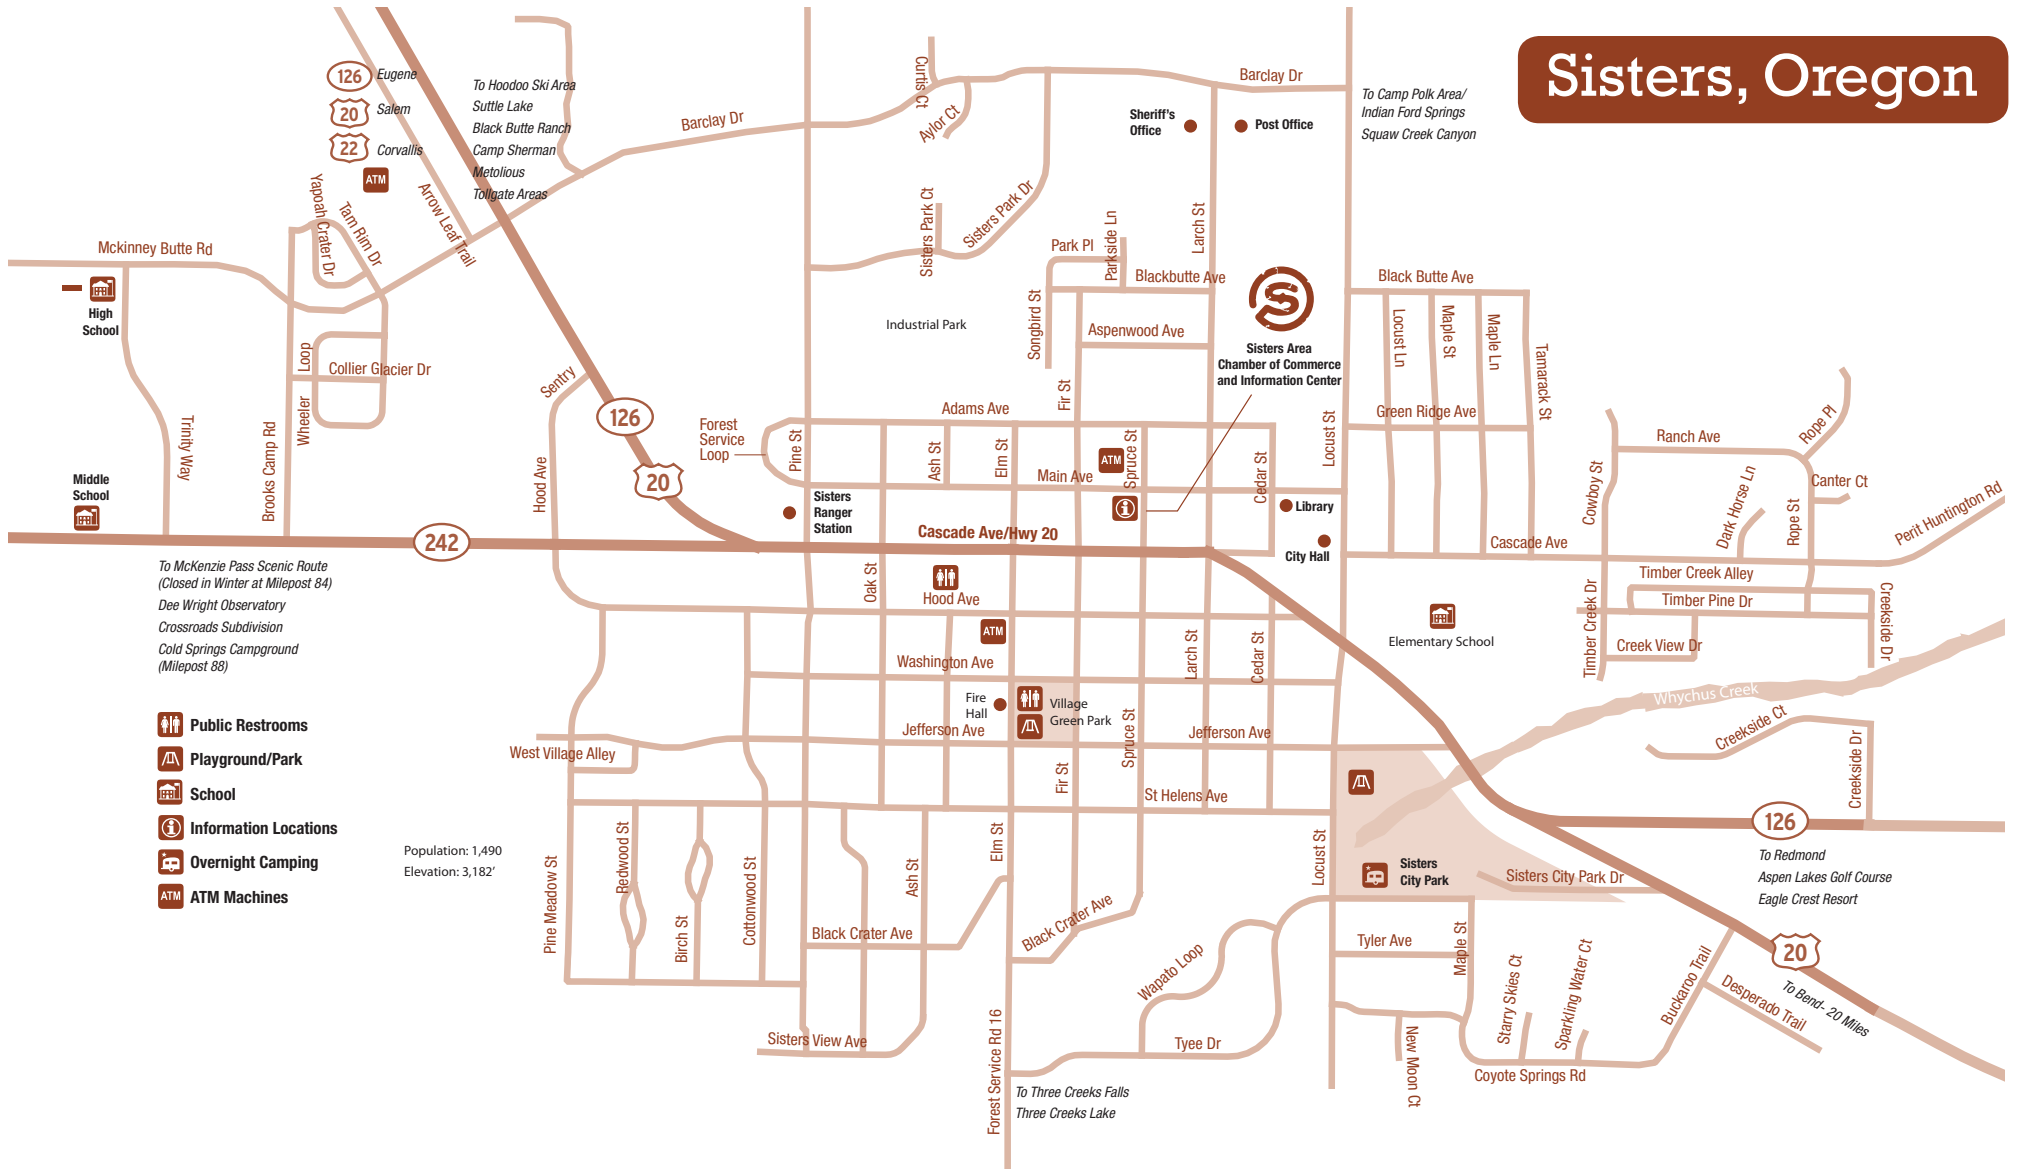 Sisters, Oregon
126
Eugene
20
Salem
22
Corvallis
ATM
To Hoodoo Ski Area
Suttle Lake
Black Butte Ranch
Camp Sherman
Metolious
Tollgate Areas
Barclay Dr
Curtis Ct
Aylor Ct
Barclay Dr
Sheriff's
Office
Post Office
To Camp Polk Area/
Indian Ford Springs
Squaw Creek Canyon
Yapoah Crater Dr
Tam Rim Dr
Arrow Leaf Trail
Mckinney Butte Rd
High
School
Sisters Park Ct
Sisters Park Dr
Park Pl
Parkside Ln
Larch St
Blackbutte Ave
Black Butte Ave
Industrial Park
Songbird St
Aspenwood Ave
S
Sisters Area
Chamber of Commerce
and Information Center
Locust Ln
Maple St
Maple Ln
Tamarack St
Wheeler Loop
Collier Glacier Dr
Sentry
126
Fir St
Adams Ave
Green Ridge Ave
Forest
Service
Loop
Pine St
Ash St
Elm St
ATM
Spruce St
Cedar St
Locust St
Ranch Ave
Rope Pl
Trinity Way
Brooks Camp Rd
Hood Ave
20
Main Ave
Cowboy St
Dark Horse Ln
Canter Ct
Rope St
Perit Huntington Rd
Middle
School
Sisters
Ranger
Station
Library
City Hall
242
Cascade Ave/Hwy 20
Cascade Ave
To McKenzie Pass Scenic Route
(Closed in Winter at Milepost 84)
Dee Wright Observatory
Crossroads Subdivision
Cold Springs Campground
(Milepost 88)
Oak St
Hood Ave
ATM
Washington Ave
Larch St
Cedar St
Elementary School
Timber Creek Alley
Timber Pine Dr
Timber Creek Dr
Creek View Dr
Creekside Dr
Whychus Creek
Fire
Hall
Village
Green Park
Jefferson Ave
Spruce St
Jefferson Ave
Creekside Ct
Creekside Dr
West Village Alley
Fir St
St Helens Ave
Public Restrooms
Playground/Park
School
Information Locations
Overnight Camping
ATM
ATM Machines
Population: 1,490
Elevation: 3,182'
Pine Meadow St
Redwood St
Birch St
Cottonwood St
Ash St
Elm St
Locust St
Sisters
City Park
Sisters City Park Dr
126
To Redmond
Aspen Lakes Golf Course
Eagle Crest Resort
Black Crater Ave
Black Crater Ave
Wapato Loop
Tyler Ave
Maple St
Starry Skies Ct
Sparkling Water Ct
Buckaroo Trail
Desperado Trail
20
To Bend- 20 Miles
Sisters View Ave
Forest Service Rd 16
Tyee Dr
New Moon Ct
Coyote Springs Rd
To Three Creeks Falls
Three Creeks Lake